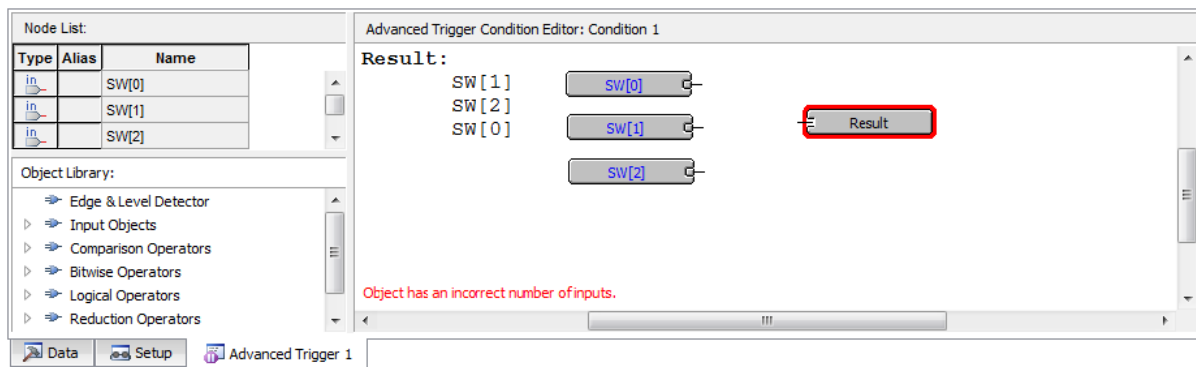 Node List:
Type Alias Name
in SW[0]
in SW[1]
in SW[2]
Object Library:
Edge & Level Detector
Input Objects
Comparison Operators
Bitwise Operators
Logical Operators
Reduction Operators
Advanced Trigger Condition Editor: Condition 1
Result:
SW[1]
SW[2]
SW[0]
SW[0]
SW[1]
SW[2]
Result
Object has an incorrect number of inputs.
Data Setup Advanced Trigger 1